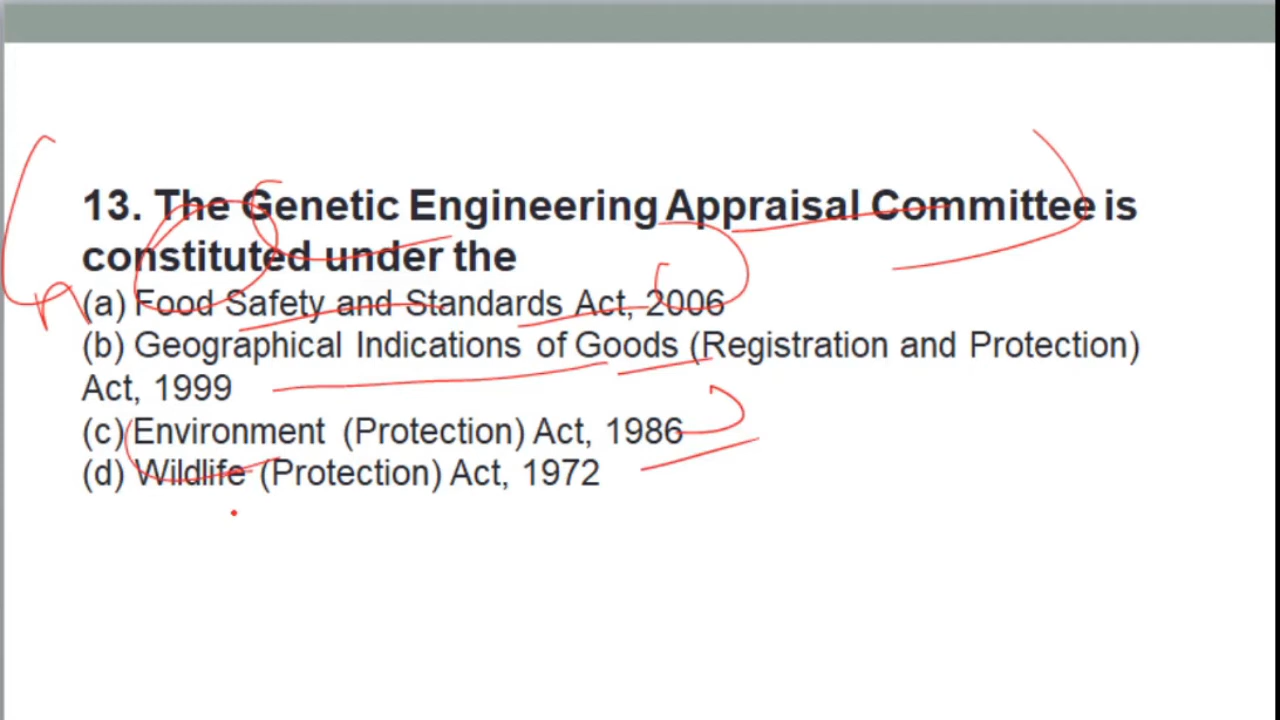 13. The Genetic Engineering Appraisal Committee is
constituted under the
(a) Food Safety and Standards Act, 2006
(b) Geographical Indications of Goods (Registration and Protection)
Act, 1999
(c) Environment (Protection) Act, 1986
(d) Wildlife (Protection) Act, 1972